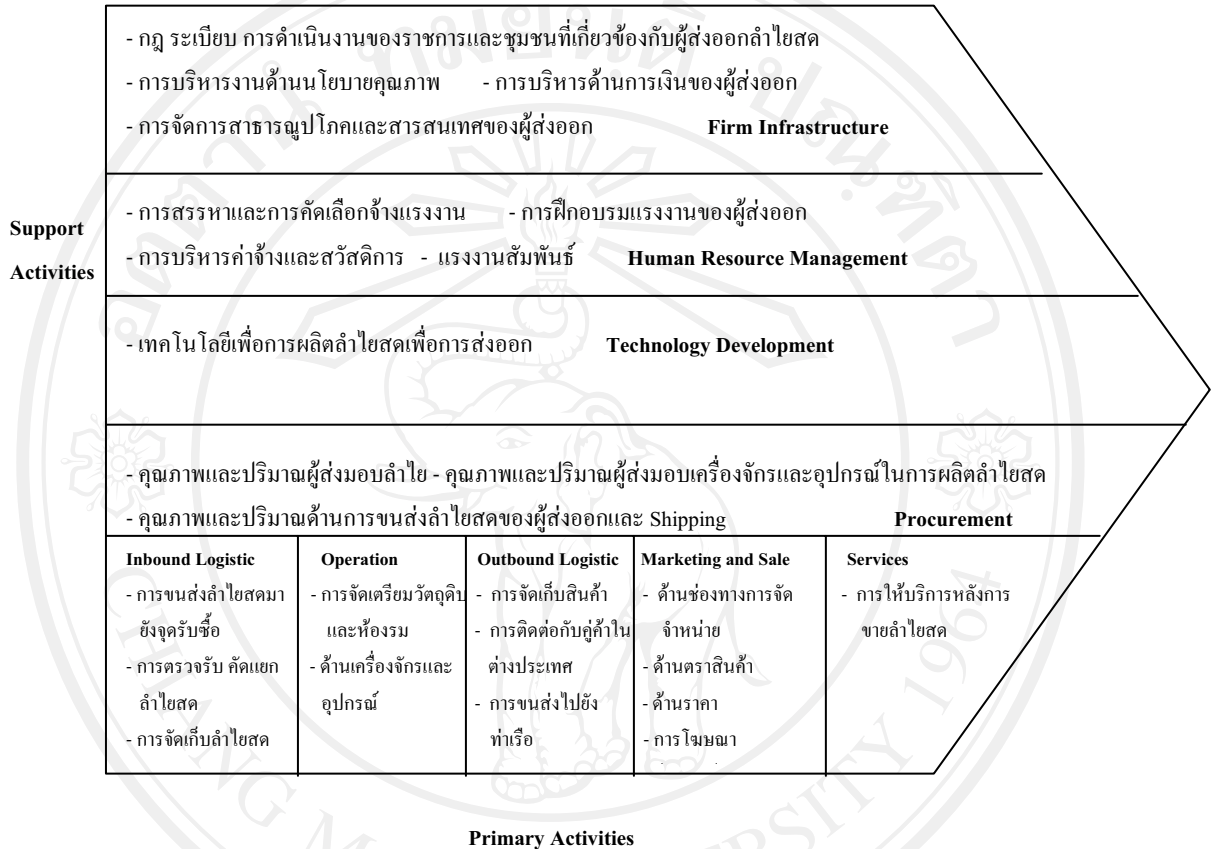 - กฎ ระเบียบ การดำเนินงานของราชการและชุมชนที่เกี่ยวข้องกับผู้ส่งออกลำไยสด
- การบริหารงานด้านนโยบายคุณภาพ - การบริหารด้านการเงินของผู้ส่งออก
- การจัดการสาธารณูปโภคและสารสนเทศของผู้ส่งออก Firm Infrastructure
Support
Activities
- การสรรหาและการคัดเลือกจ้างแรงงาน - การฝึกอบรมแรงงานของผู้ส่งออก
- การบริหารค่าจ้างและสวัสดิการ - แรงงานสัมพันธ์ Human Resource Management
- เทคโนโลยีเพื่อการผลิตลำไยสดเพื่อการส่งออก Technology Development
- คุณภาพและปริมาณผู้ส่งมอบลำไย - คุณภาพและปริมาณผู้ส่งมอบเครื่องจักรและอุปกรณ์ในการผลิตลำไยสด
- คุณภาพและปริมาณด้านการขนส่งลำไยสดของผู้ส่งออกและ Shipping Procurement
Inbound Logistic
- การขนส่งลำไยสดมา
ยังจุดรับซื้อ
- การตรวจรับ คัดแยก
ลำไยสด
- การจัดเก็บลำไยสด
Operation
- การจัดเตรียมวัตถุดิบ
และห้องรม
- ด้านเครื่องจักรและ
อุปกรณ์
Outbound Logistic
- การจัดเก็บสินค้า
- การติดต่อกับคู่ค้าใน
ต่างประเทศ
- การขนส่งไปยัง
ท่าเรือ
Marketing and Sale
- ด้านช่องทางการจัด
จำหน่าย
- ด้านตราสินค้า
- ด้านราคา
- การโฆษณา
Services
- การให้บริการหลังการ
ขายลำไยสด
Primary Activities